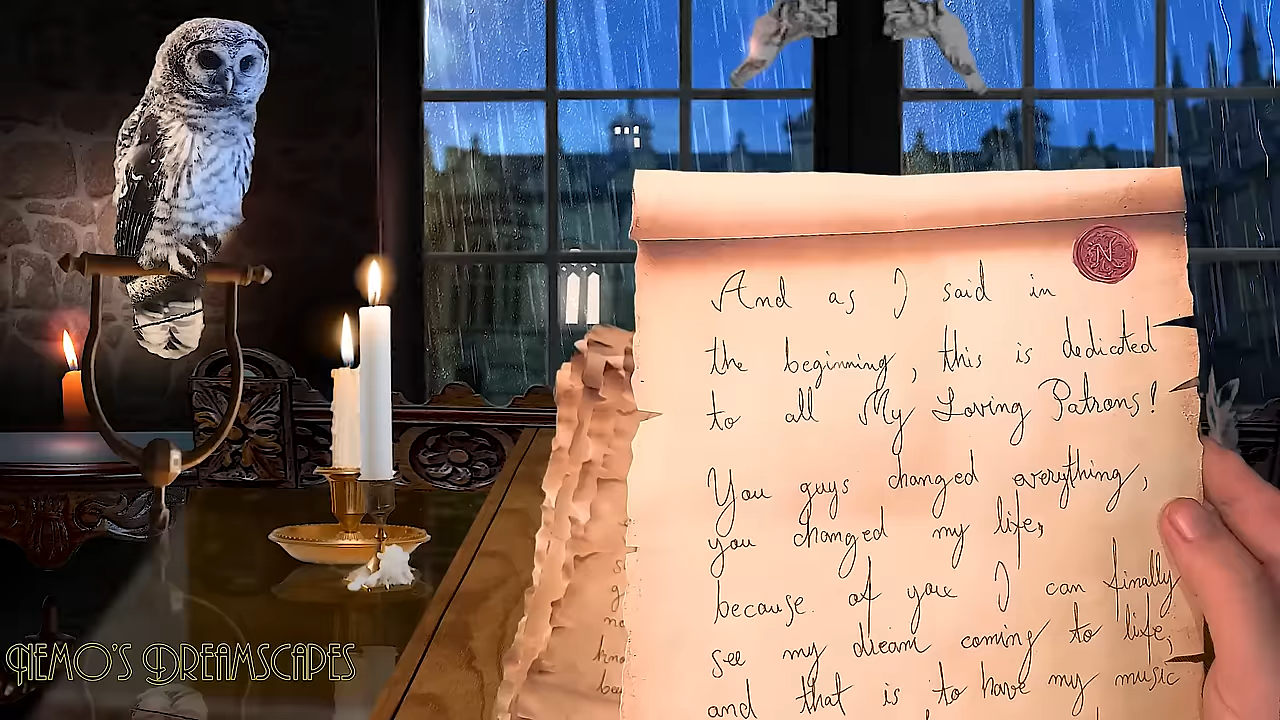 N
And as I said in
the beginning, this is dedicated
to all My Loving Patrons!
You guys changed everything,
you changed my life,
because of you I can finally
see my dream coming to life,
and that is to have my music
Nemo's Dreamscapes